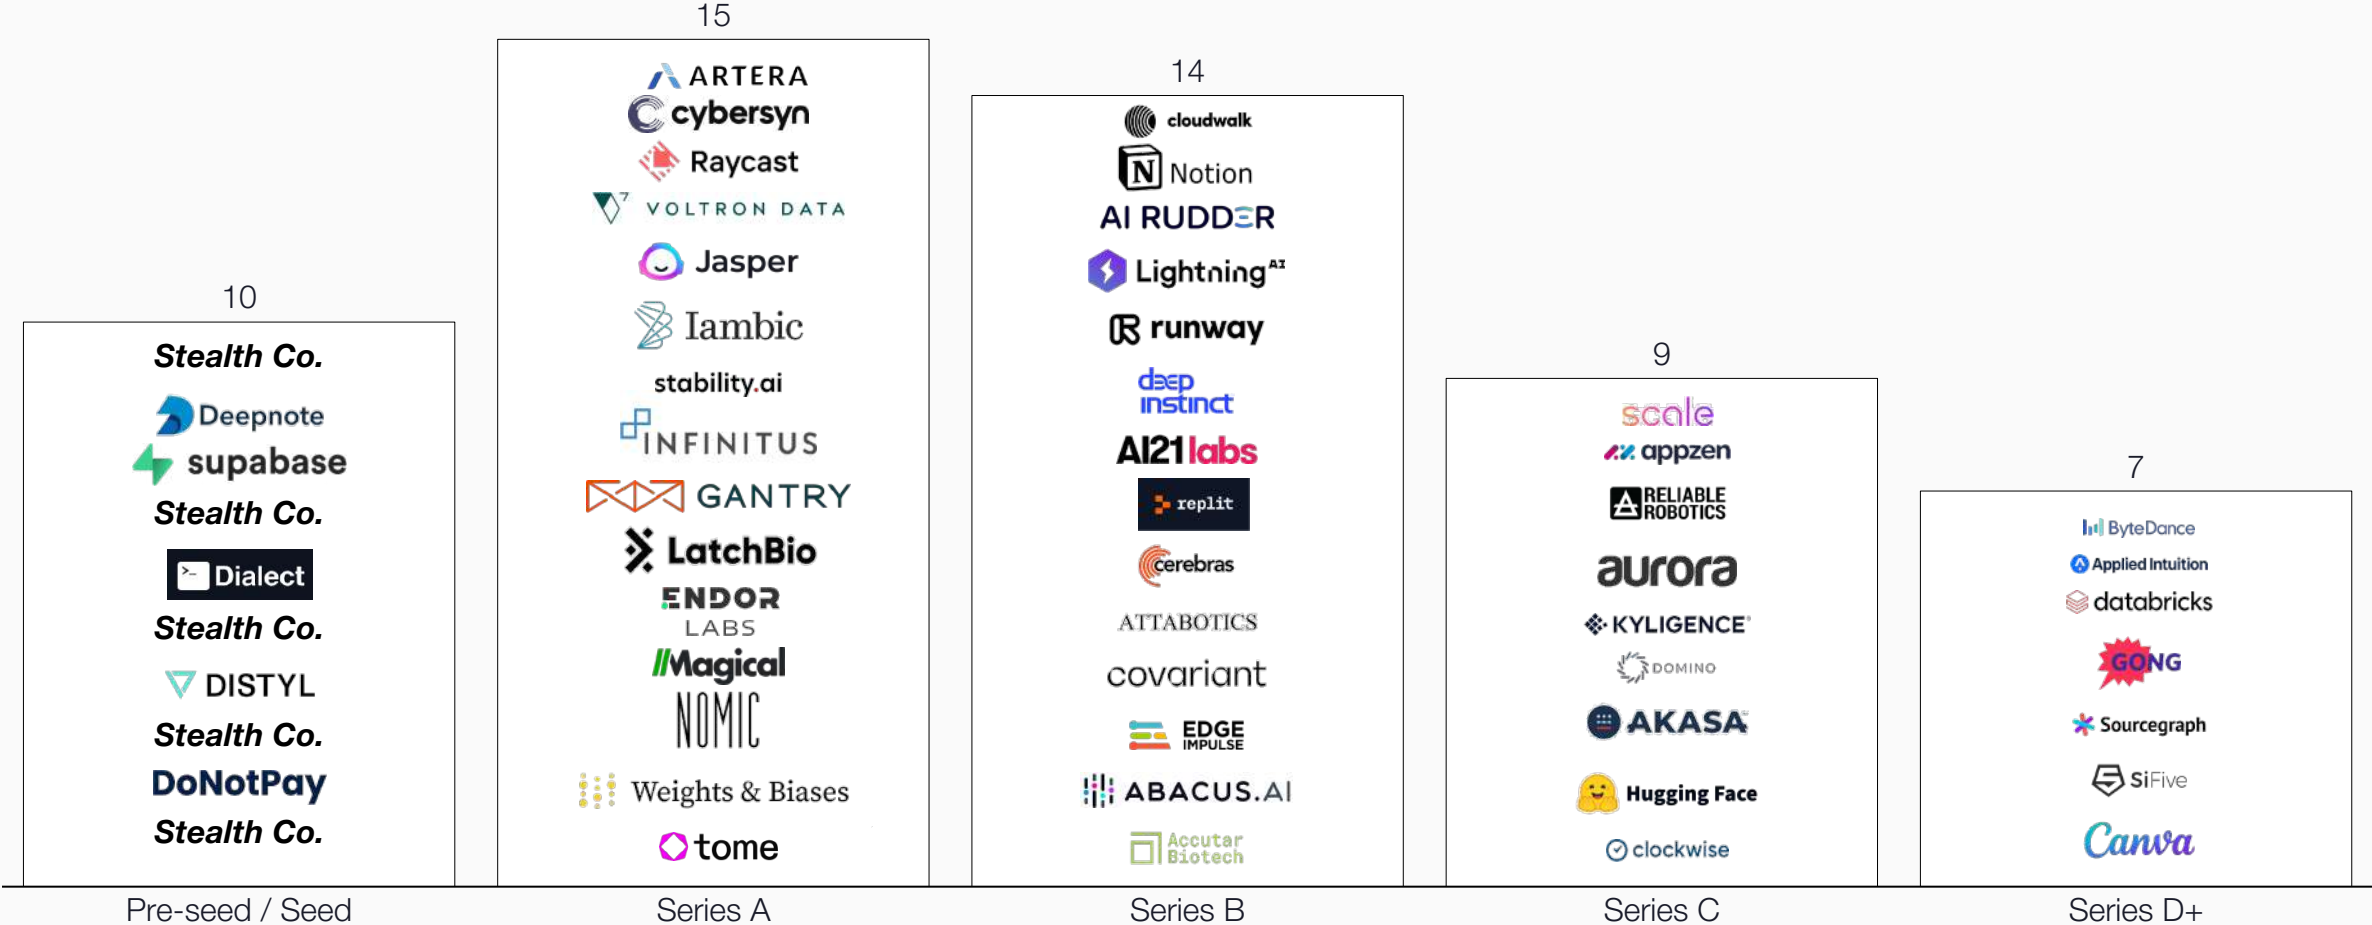 10
Stealth Co.
Deepnote
supabase
Stealth Co.
>- Dialect
Stealth Co.
DISTYL
Stealth Co.
DoNotPay
Stealth Co.
Pre-seed / Seed
15
ARTERA
cybersyn
Raycast
7 VOLTRON DATA
Jasper
Iambic
stability.ai
INFINITUS
GANTRY
LatchBio
ENDOR
LABS
Magical
NOMIC
Weights & Biases
tome
Series A
14
cloudwalk
N Notion
AI RUDDER
Lightning AI
R runway
deep
instinct
AI21labs
replit
cerebras
ATTABOTICS
covariant
EDGE
IMPULSE
ABACUS.AI
Accutar
Biotech
Series B
9
scale
appzen
RELIABLE
ROBOTICS
aurora
KYLIGENCE®
DOMINO
AKASA
Hugging Face
clockwise
Series C
7
ByteDance
Applied Intuition
databricks
GONG
Sourcegraph
SiFive
Canva
Series D+